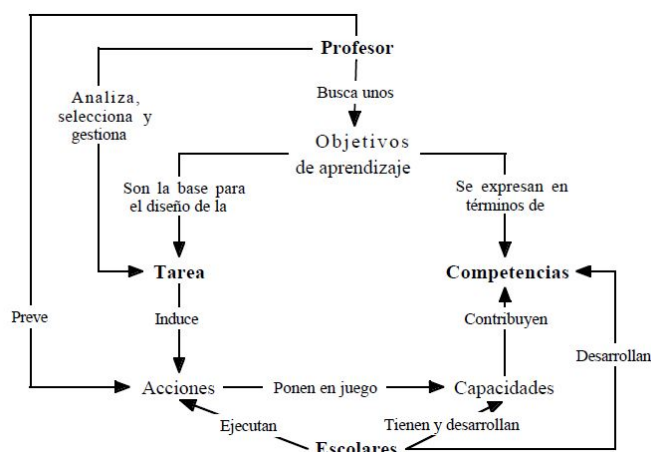 Profesor
Analiza,
selecciona y
gestiona
Busca unos
Objetivos
de aprendizaje
Son la base para
el diseño de la
Se expresan en
términos de
Tarea
Competencias
Preve
Induce
Contribuyen
Desarrollan
Acciones
Ponen en juego
Capacidades
Ejecutan
Tienen y desarrollan
Escolares